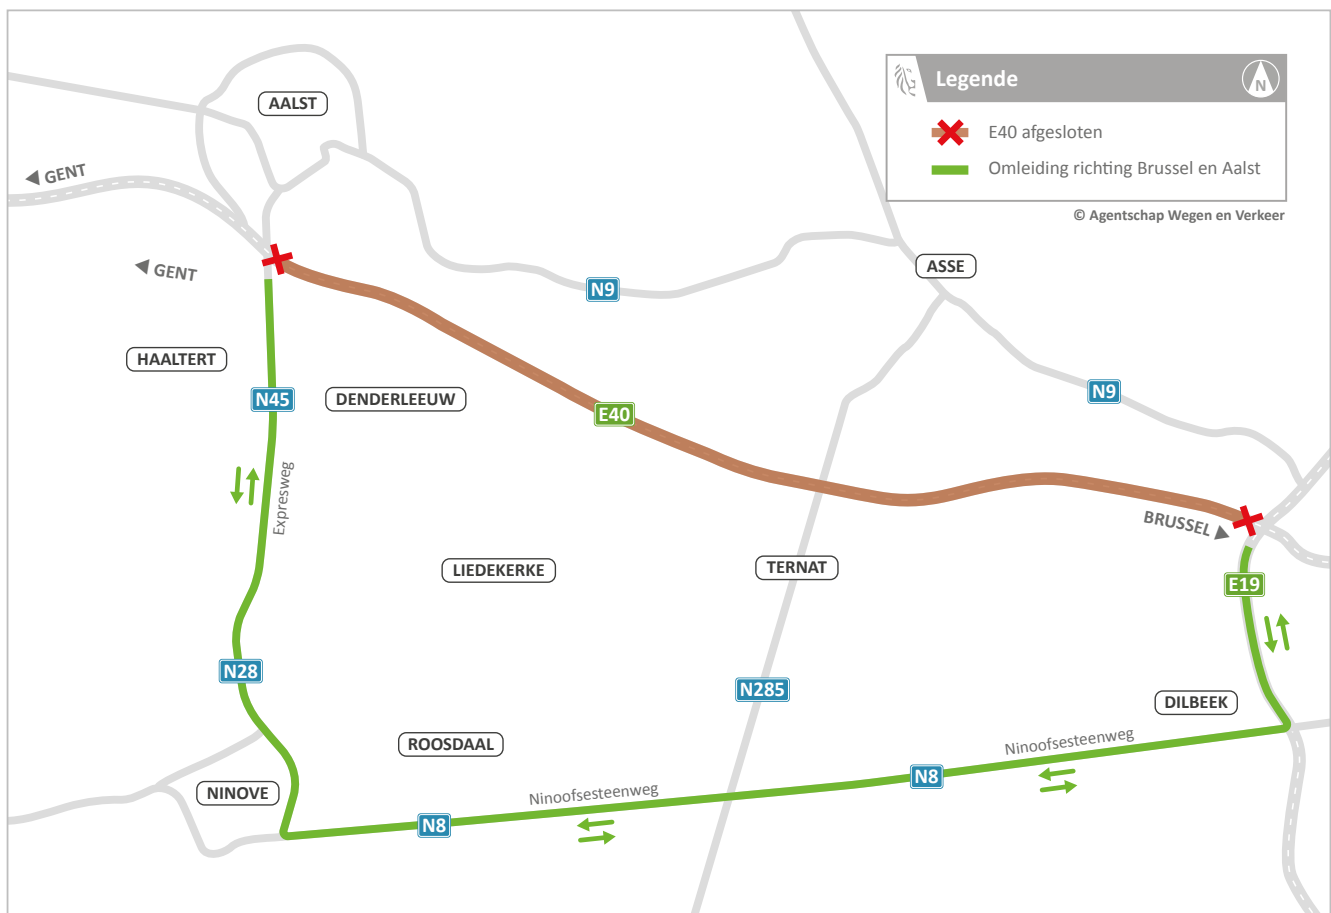 AALST
Legende
N
E40 afgesloten
Omleiding richting Brussel en Aalst
© Agentschap Wegen en Verkeer
GENT
GENT
ASSE
N9
HAALTERT
N45
DENDERLEEUW
E40
N9
Expresweg
BRUSSEL
LIEDEKERKE
TERNAT
E19
N28
N285
DILBEEK
ROOSDAAL
Ninoofsesteenweg
N8
NINOVE
Ninoofsesteenweg
N8